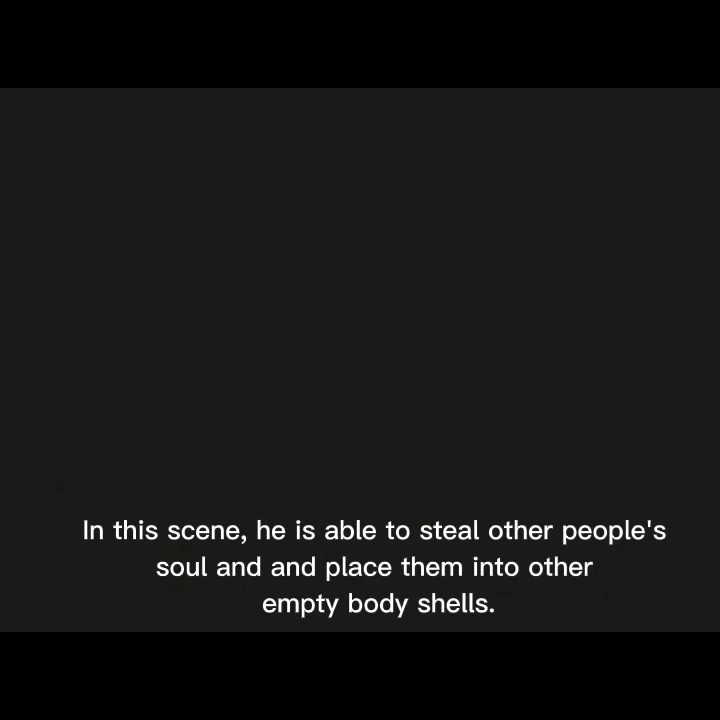 In this scene, he is able to steal other people's
soul and and place them into other
empty body shells.